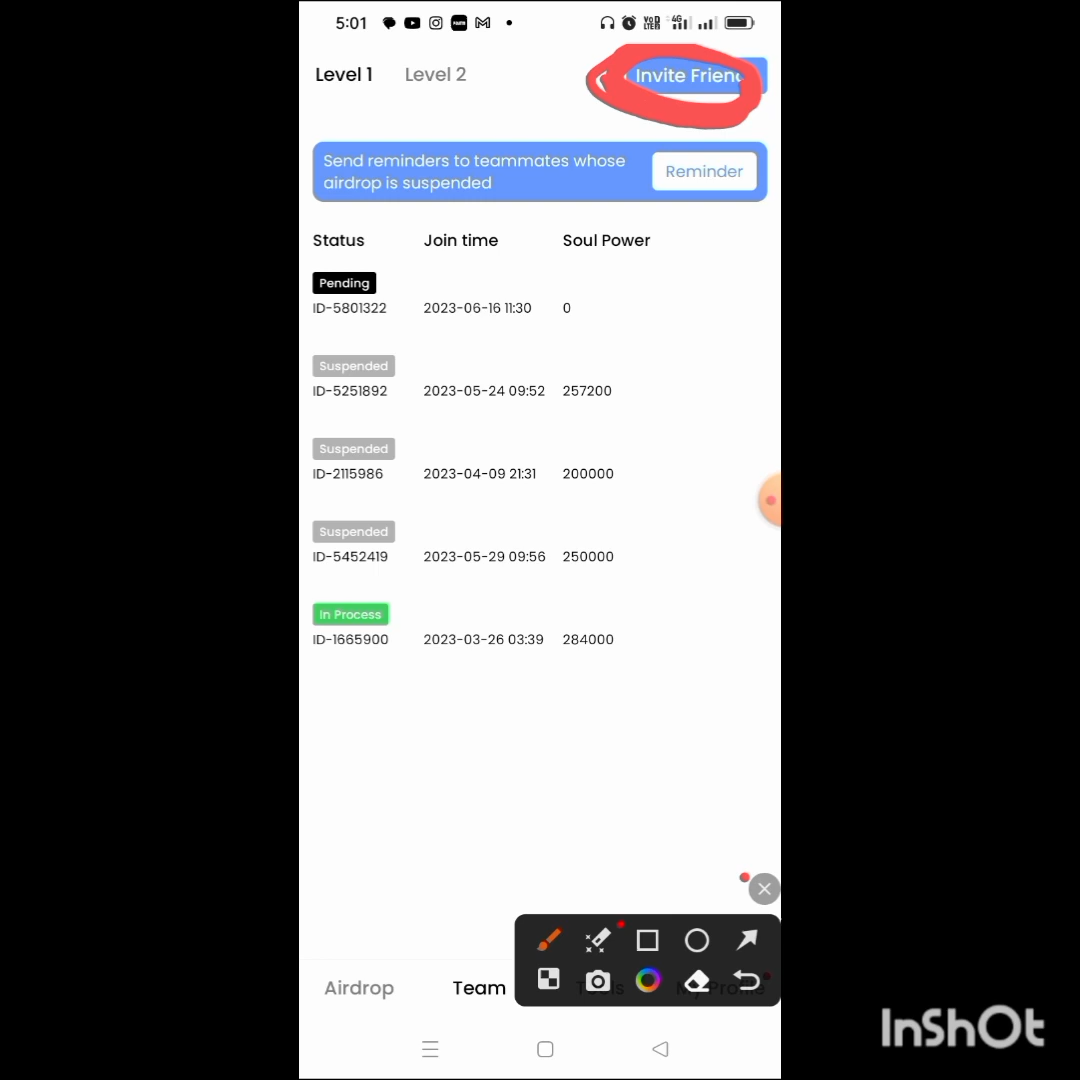 5:01
Level 1 Level 2 Invite Frien
Send reminders to teammates whose
airdrop is suspended
Reminder
Status Join time Soul Power
Pending
ID-5801322 2023-06-16 11:30 0
Suspended
ID-5251892 2023-05-24 09:52 257200
Suspended
ID-2115986 2023-04-09 21:31 200000
Suspended
ID-5452419 2023-05-29 09:56 250000
In Process
ID-1665900 2023-03-26 03:39 284000
Airdrop Team Tools My Profile
InShOt